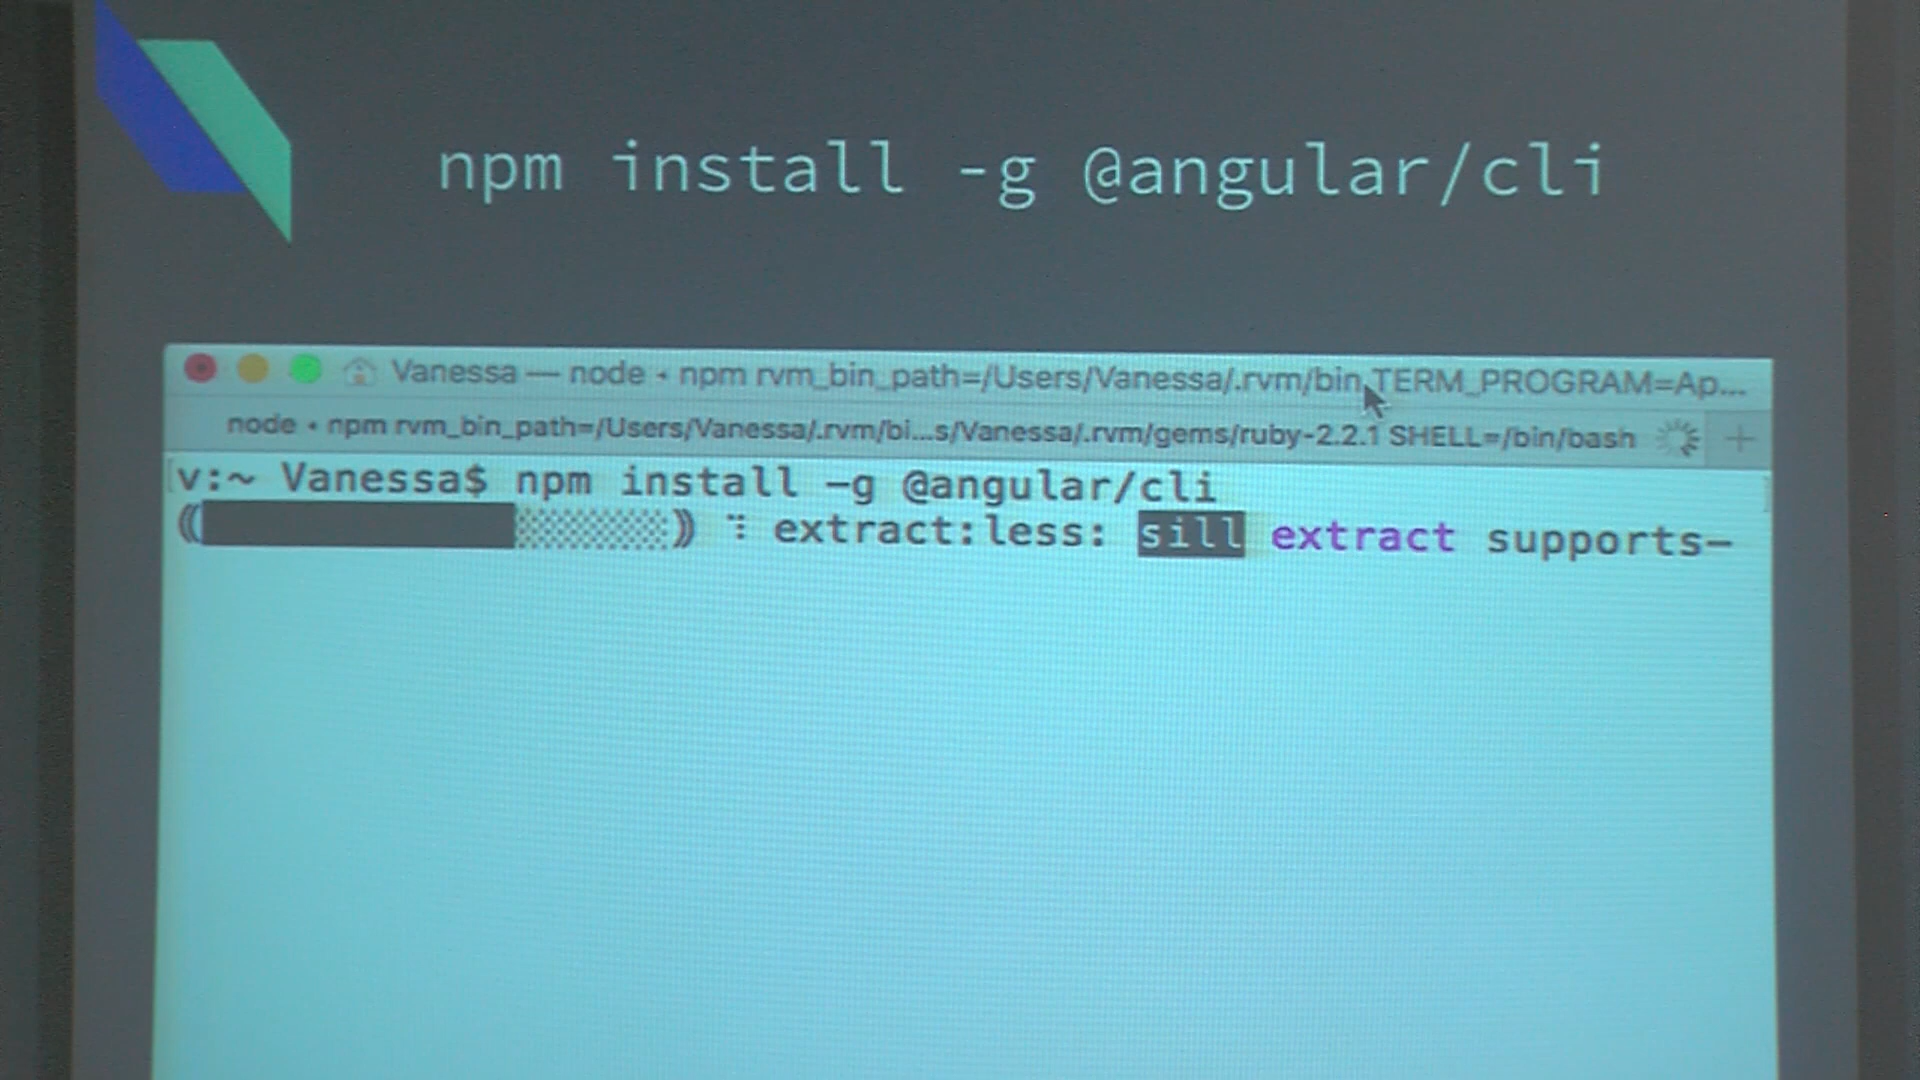 npm install -g @angular/cli
Vanessa — node • npm rvm_bin_path=/Users/Vanessa/.rvm/bin TERM_PROGRAM=Ap...
node • npm rvm_bin_path=/Users/Vanessa/.rvm/bi...s/Vanessa/.rvm/gems/ruby-2.2.1 SHELL=/bin/bash
v:~ Vanessa$ npm install -g @angular/cli
extract:less: sill extract supports-